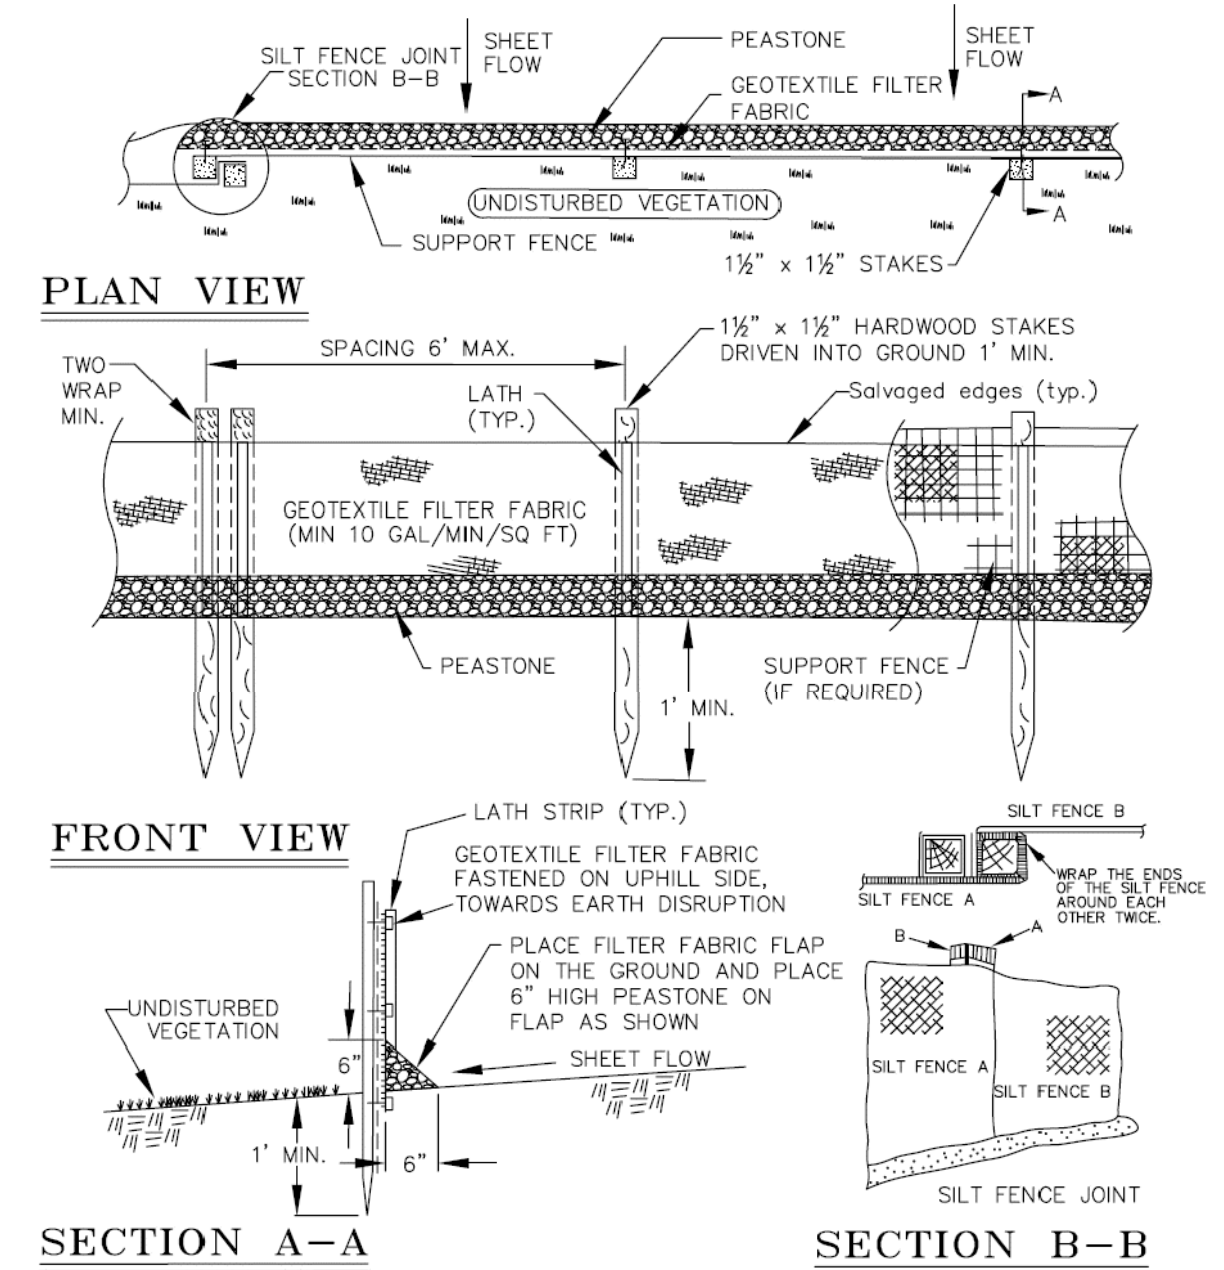 SILT FENCE JOINT
SECTION B-B
SHEET
FLOW
PEASTONE
GEOTEXTILE FILTER
FABRIC
SHEET
FLOW
A
A
UNDISTURBED VEGETATION
SUPPORT FENCE
1½" x 1½" STAKES
PLAN VIEW
TWO
WRAP
MIN.
SPACING 6' MAX.
LATH
(TYP.)
1½" x 1½" HARDWOOD STAKES
DRIVEN INTO GROUND 1' MIN.
Salvaged edges (typ.)
GEOTEXTILE FILTER FABRIC
(MIN 10 GAL/MIN/SQ FT)
PEASTONE
1' MIN.
SUPPORT FENCE
(IF REQUIRED)
FRONT VIEW
LATH STRIP (TYP.)
GEOTEXTILE FILTER FABRIC
FASTENED ON UPHILL SIDE,
TOWARDS EARTH DISRUPTION
PLACE FILTER FABRIC FLAP
ON THE GROUND AND PLACE
6" HIGH PEASTONE ON
FLAP AS SHOWN
UNDISTURBED
VEGETATION
6"
SHEET FLOW
1' MIN.
6"
SECTION A-A
SILT FENCE B
SILT FENCE A
WRAP THE ENDS
OF THE SILT FENCE
AROUND EACH
OTHER TWICE.
B
A
SILT FENCE A
SILT FENCE B
SILT FENCE JOINT
SECTION B-B